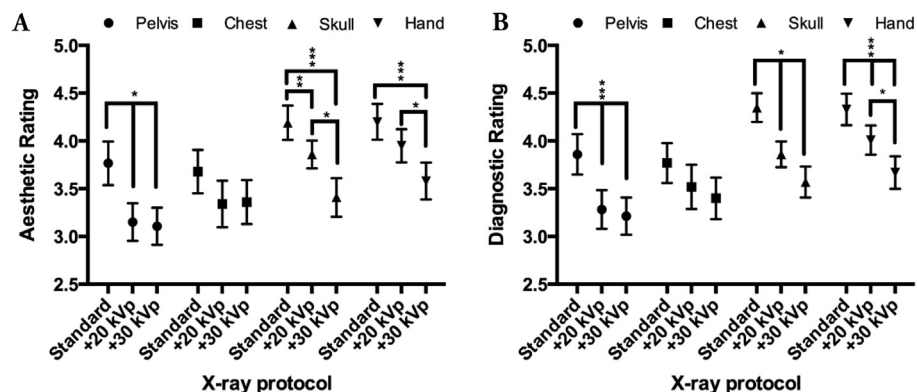 A
Pelvis Chest Skull Hand
5.0
4.5
4.0
3.5
3.0
2.5
Aesthetic Rating
*
***
**
*
***
*
Standard +20 KVp +30 KVp Standard +20 KVp +30 KVp Standard +20 KVp +30 KVp Standard +20 KVp +30 KVp
X-ray protocol
B
Pelvis Chest Skull Hand
5.0
4.5
4.0
3.5
3.0
2.5
Diagnostic Rating
***
*
***
*
Standard +20 KVp +30 KVp Standard +20 KVp +30 KVp Standard +20 KVp +30 KVp Standard +20 KVp +30 KVp
X-ray protocol